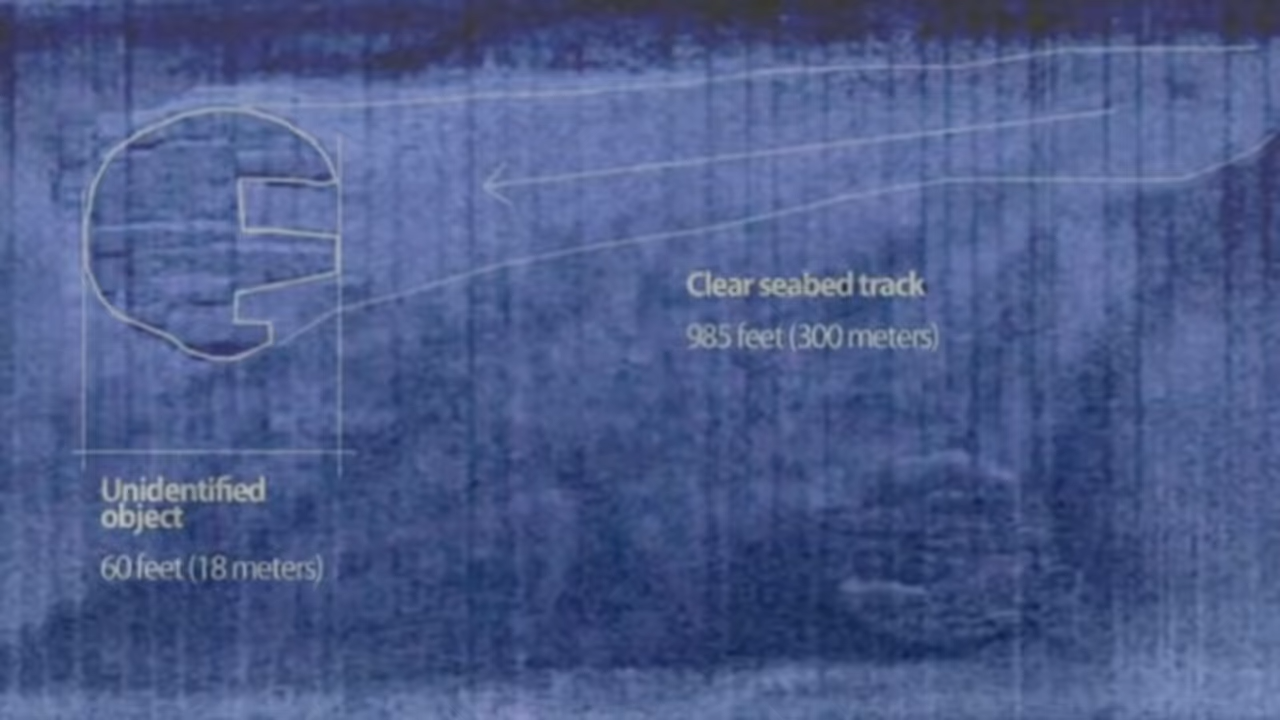 Clear seabed track
985 feet (300 meters)
Unidentified
object
60 feet (18 meters)